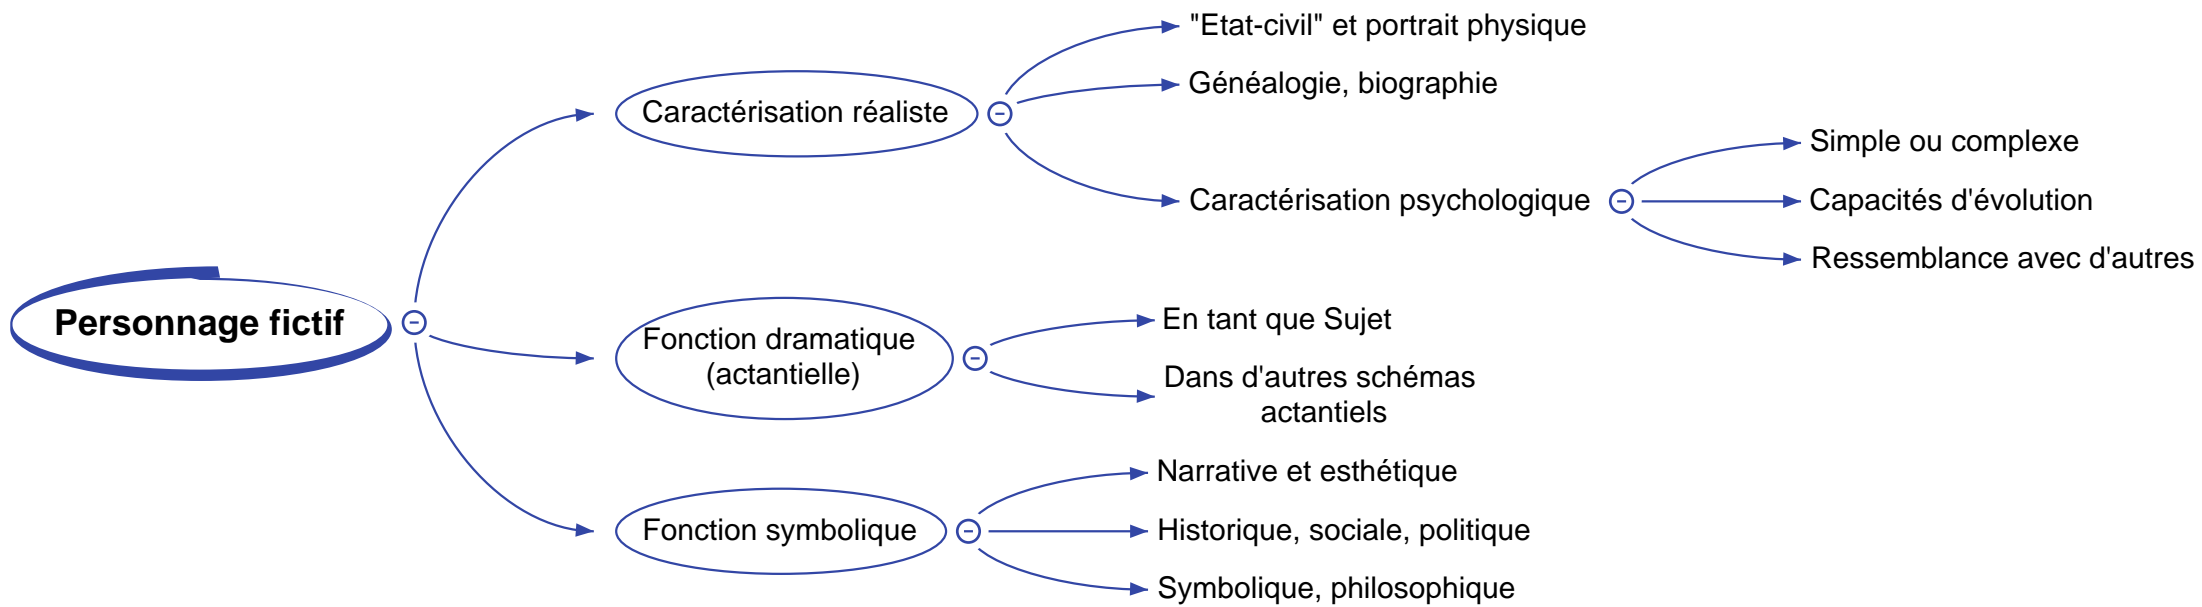 Personnage fictif
Caractérisation réaliste
"Etat-civil" et portrait physique
Généalogie, biographie
Caractérisation psychologique
Simple ou complexe
Capacités d'évolution
Ressemblance avec d'autres
Fonction dramatique
(actantielle)
En tant que Sujet
Dans d'autres schémas
actantiels
Fonction symbolique
Narrative et esthétique
Historique, sociale, politique
Symbolique, philosophique